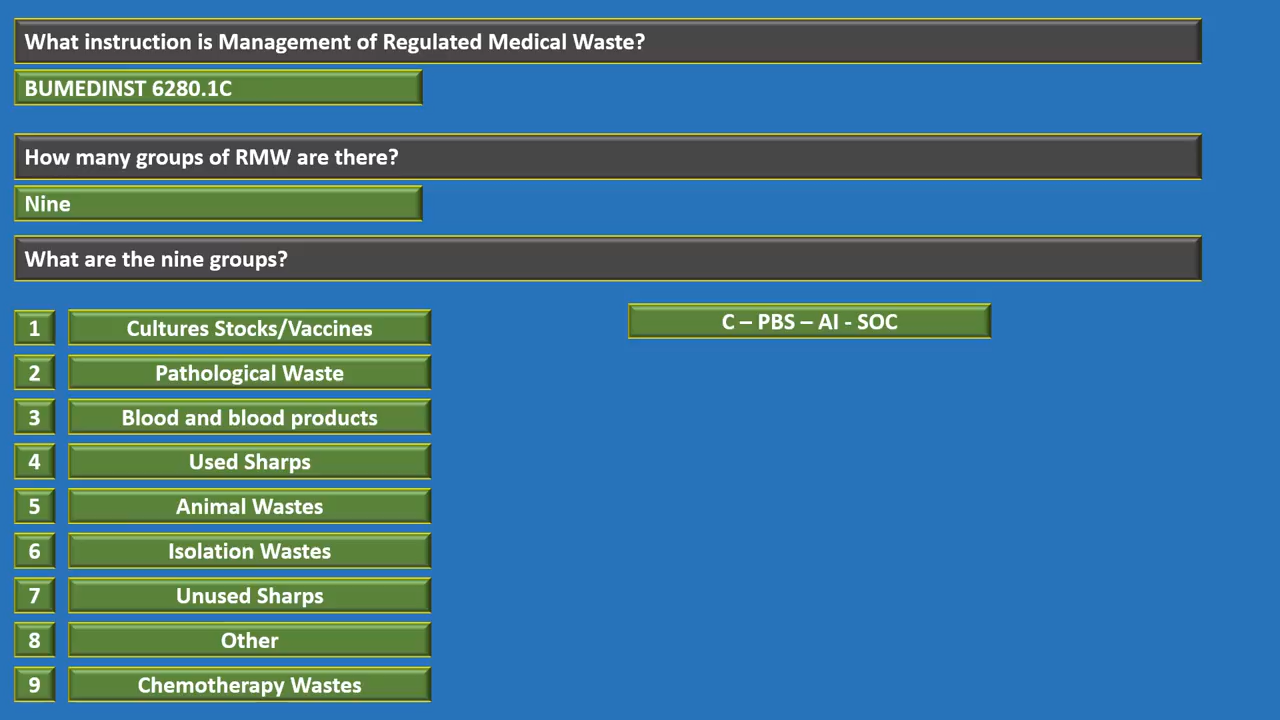 What instruction is Management of Regulated Medical Waste?
BUMEDINST 6280.1C
How many groups of RMW are there?
Nine
What are the nine groups?
C – PBS – AI - SOC
1 Cultures Stocks/Vaccines
2 Pathological Waste
3 Blood and blood products
4 Used Sharps
5 Animal Wastes
6 Isolation Wastes
7 Unused Sharps
8 Other
9 Chemotherapy Wastes